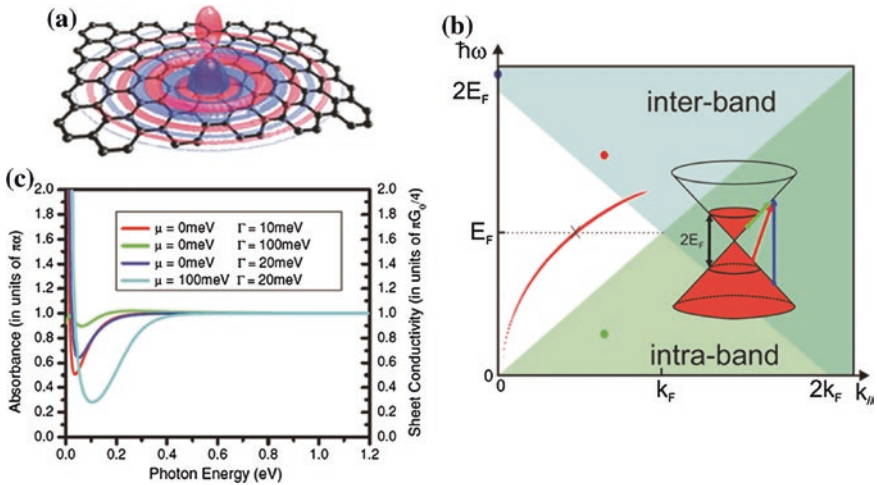 (a)
(b)
ħω
2E_F
inter-band
E_F
2E_F
intra-band
0
0
k_F
2k_F
k_//
(c)
Absorbance (in units of πα)
2.0
1.8
1.6
1.4
1.2
1.0
0.8
0.6
0.4
0.2
0.0
μ = 0meV Γ = 10meV
μ = 0meV Γ = 100meV
μ = 0meV Γ = 20meV
μ = 100meV Γ = 20meV
2.0
1.8
1.6
1.4
1.2
1.0
0.8
0.6
0.4
0.2
0.0
Sheet Conductivity (in units of πG₀/4)
0.0 0.2 0.4 0.6 0.8 1.0 1.2
Photon Energy (eV)